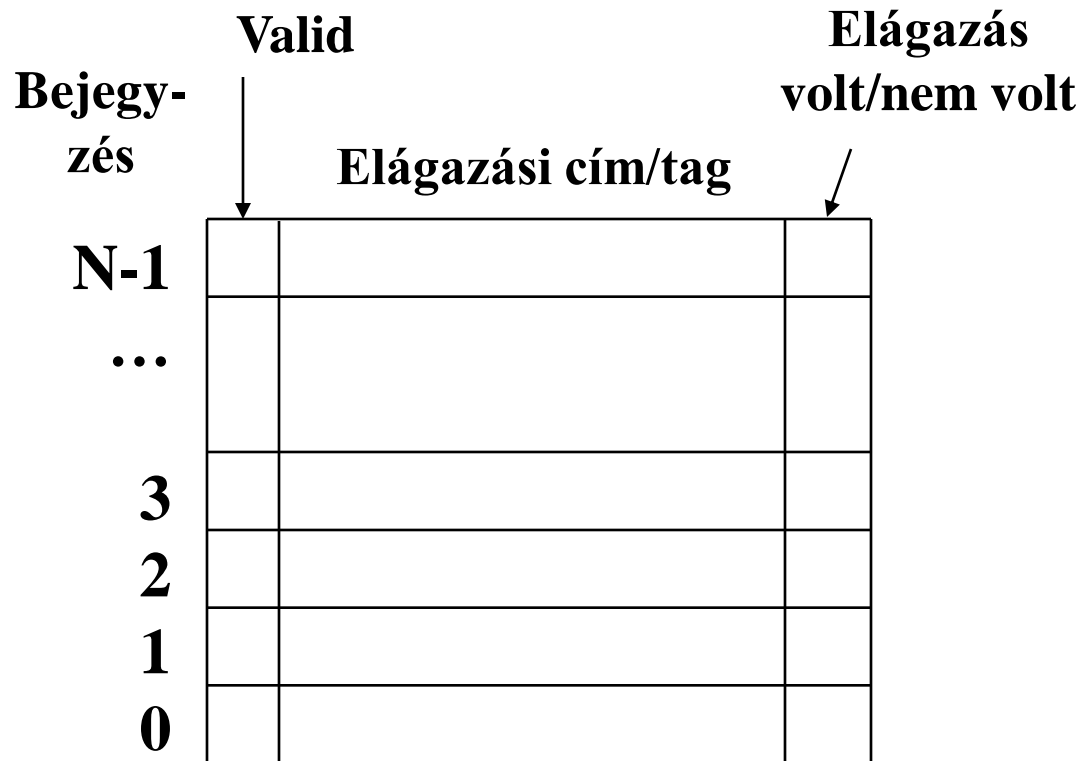 Valid
Bejegy-
zés
Elágazási cím/tag
Elágazás
volt/nem volt
N-1
...
3
2
1
0